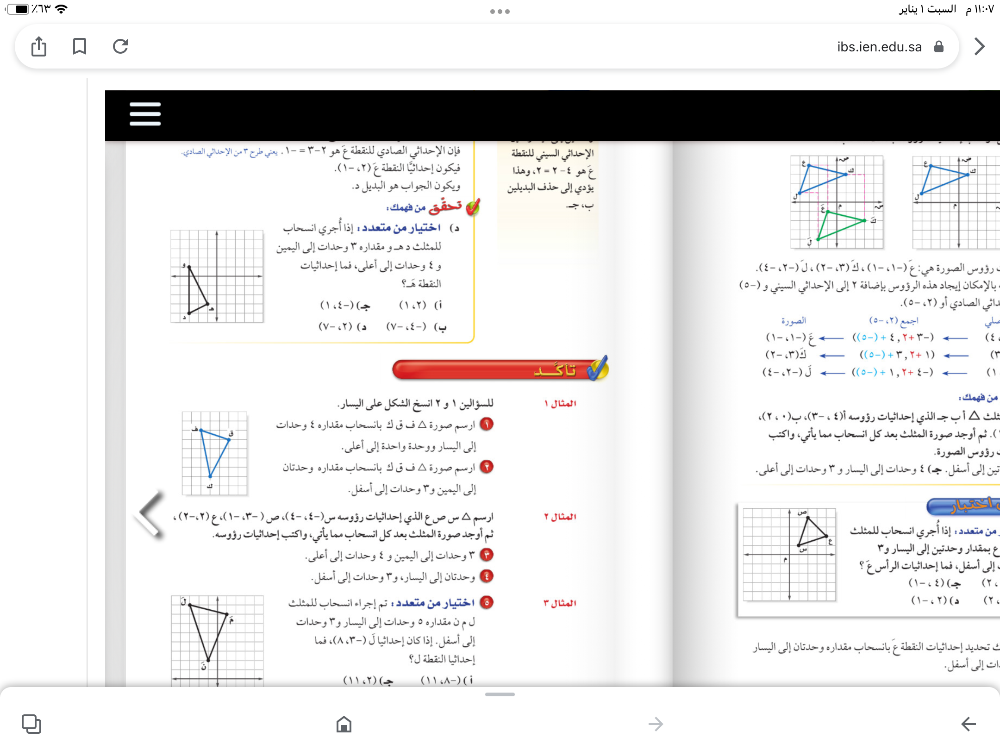 ١١:٠٧ م السبت ١ يناير
٪٦٣
ibs.ien.edu.sa
ص
ع
ك
ل
م
س
ص
ع
ك
ل
م
س
عَ
كَ
لَ
رؤوس الصورة هي: عَ (−١، −١)، كَ (٣، −٢)، لَ (−٢، −٤).
بالإمكان إيجاد هذه الرؤوس بإضافة ٢ إلى الإحداثي السيني و (−٥)
الصادي أو (٢، −٥).
اجمع (٢، −٥) الصورة
(−٣ +٢ , ٤ + (−٥)) عَ (−١، −١)
(١ +٢ , ٣ + (−٥)) كَ(٣، −٢)
(−٤ +٢ , ١ + (−٥)) لَ (−٢، −٤)
من فهمك:
△ أ ب جـ الذي إحداثيات رؤوسه أ(٤ ، −٣)، ب(٠ ، ٢)،
ثم أوجد صورة المثلث بعد كل انسحاب مما يأتي، واكتب
رؤوس الصورة.
إلى أسفل. جـ) ٤ وحدات إلى اليسار و ٣ وحدات إلى أعلى.
اختبار
من متعدد: إذا أُجري انسحاب للمثلث
ع بمقدار وحدتين إلى اليسار و٣
إلى أسفل، فما إحداثيات الرأس عَ ؟
جـ) (٤ ، −١)
د) (٢ ، −١)
ص
ع
س
م
تحديد إحداثيات النقطة عَ بانسحاب مقداره وحدتان إلى اليسار
إلى أسفل.
الإحداثي السيني للنقطة
عَ هو ٤ − ٢ = ٢، وهذا
يؤدي إلى حذف البديلين
ب، جـ.
فإن الإحداثي الصادي للنقطة عَ هو ٢−٣ = −١. يعني طرح ٣ من الإحداثي الصادي.
فيكون إحداثيَّا النقطة عَ (٢، −١).
ويكون الجواب هو البديل د.
تحقَّق من فهمك:
د) اختيار من متعدد: إذا أُجري انسحاب
للمثلث د هـ و مقداره ٣ وحدات إلى اليمين
و ٤ وحدات إلى أعلى، فما إحداثيات
النقطة هَـ؟
أ) (٢، ١) جـ) (−٤، ١)
ب) (−٤، −٧) د) (٢، −٧)
و
هـ
د
تأكَّد
المثال ١ للسؤالين ١ و ٢ انسخ الشكل على اليسار.
١ ارسم صورة △ ف ق ك بانسحاب مقداره ٤ وحدات
إلى اليسار ووحدة واحدة إلى أعلى.
٢ ارسم صورة △ ف ق ك بانسحاب مقداره وحدتان
إلى اليمين و٣ وحدات إلى أسفل.
ف
ق
ك
المثال ٢ ارسم △ س ص ع الذي إحداثيات رؤوسه س(−٤، −٤)، ص (−٣، −١)، ع (٢،−٢) ،
ثم أوجد صورة المثلث بعد كل انسحاب مما يأتي، واكتب إحداثيات رؤوسه.
٣ ٣ وحدات إلى اليمين و ٤ وحدات إلى أعلى.
٤ وحدتان إلى اليسار، و٣ وحدات إلى أسفل.
المثال ٣ ٥ اختيار من متعدد: تم إجراء انسحاب للمثلث
ل م ن مقداره ٥ وحدات إلى اليسار و٣ وحدات
إلى أسفل. إذا كان إحداثيا لَ (−٣، ٨)، فما
إحداثيا النقطة ل؟
أ ) (−٨، ١١) جـ) (٢، ١١)
لَ
مَ
نَ